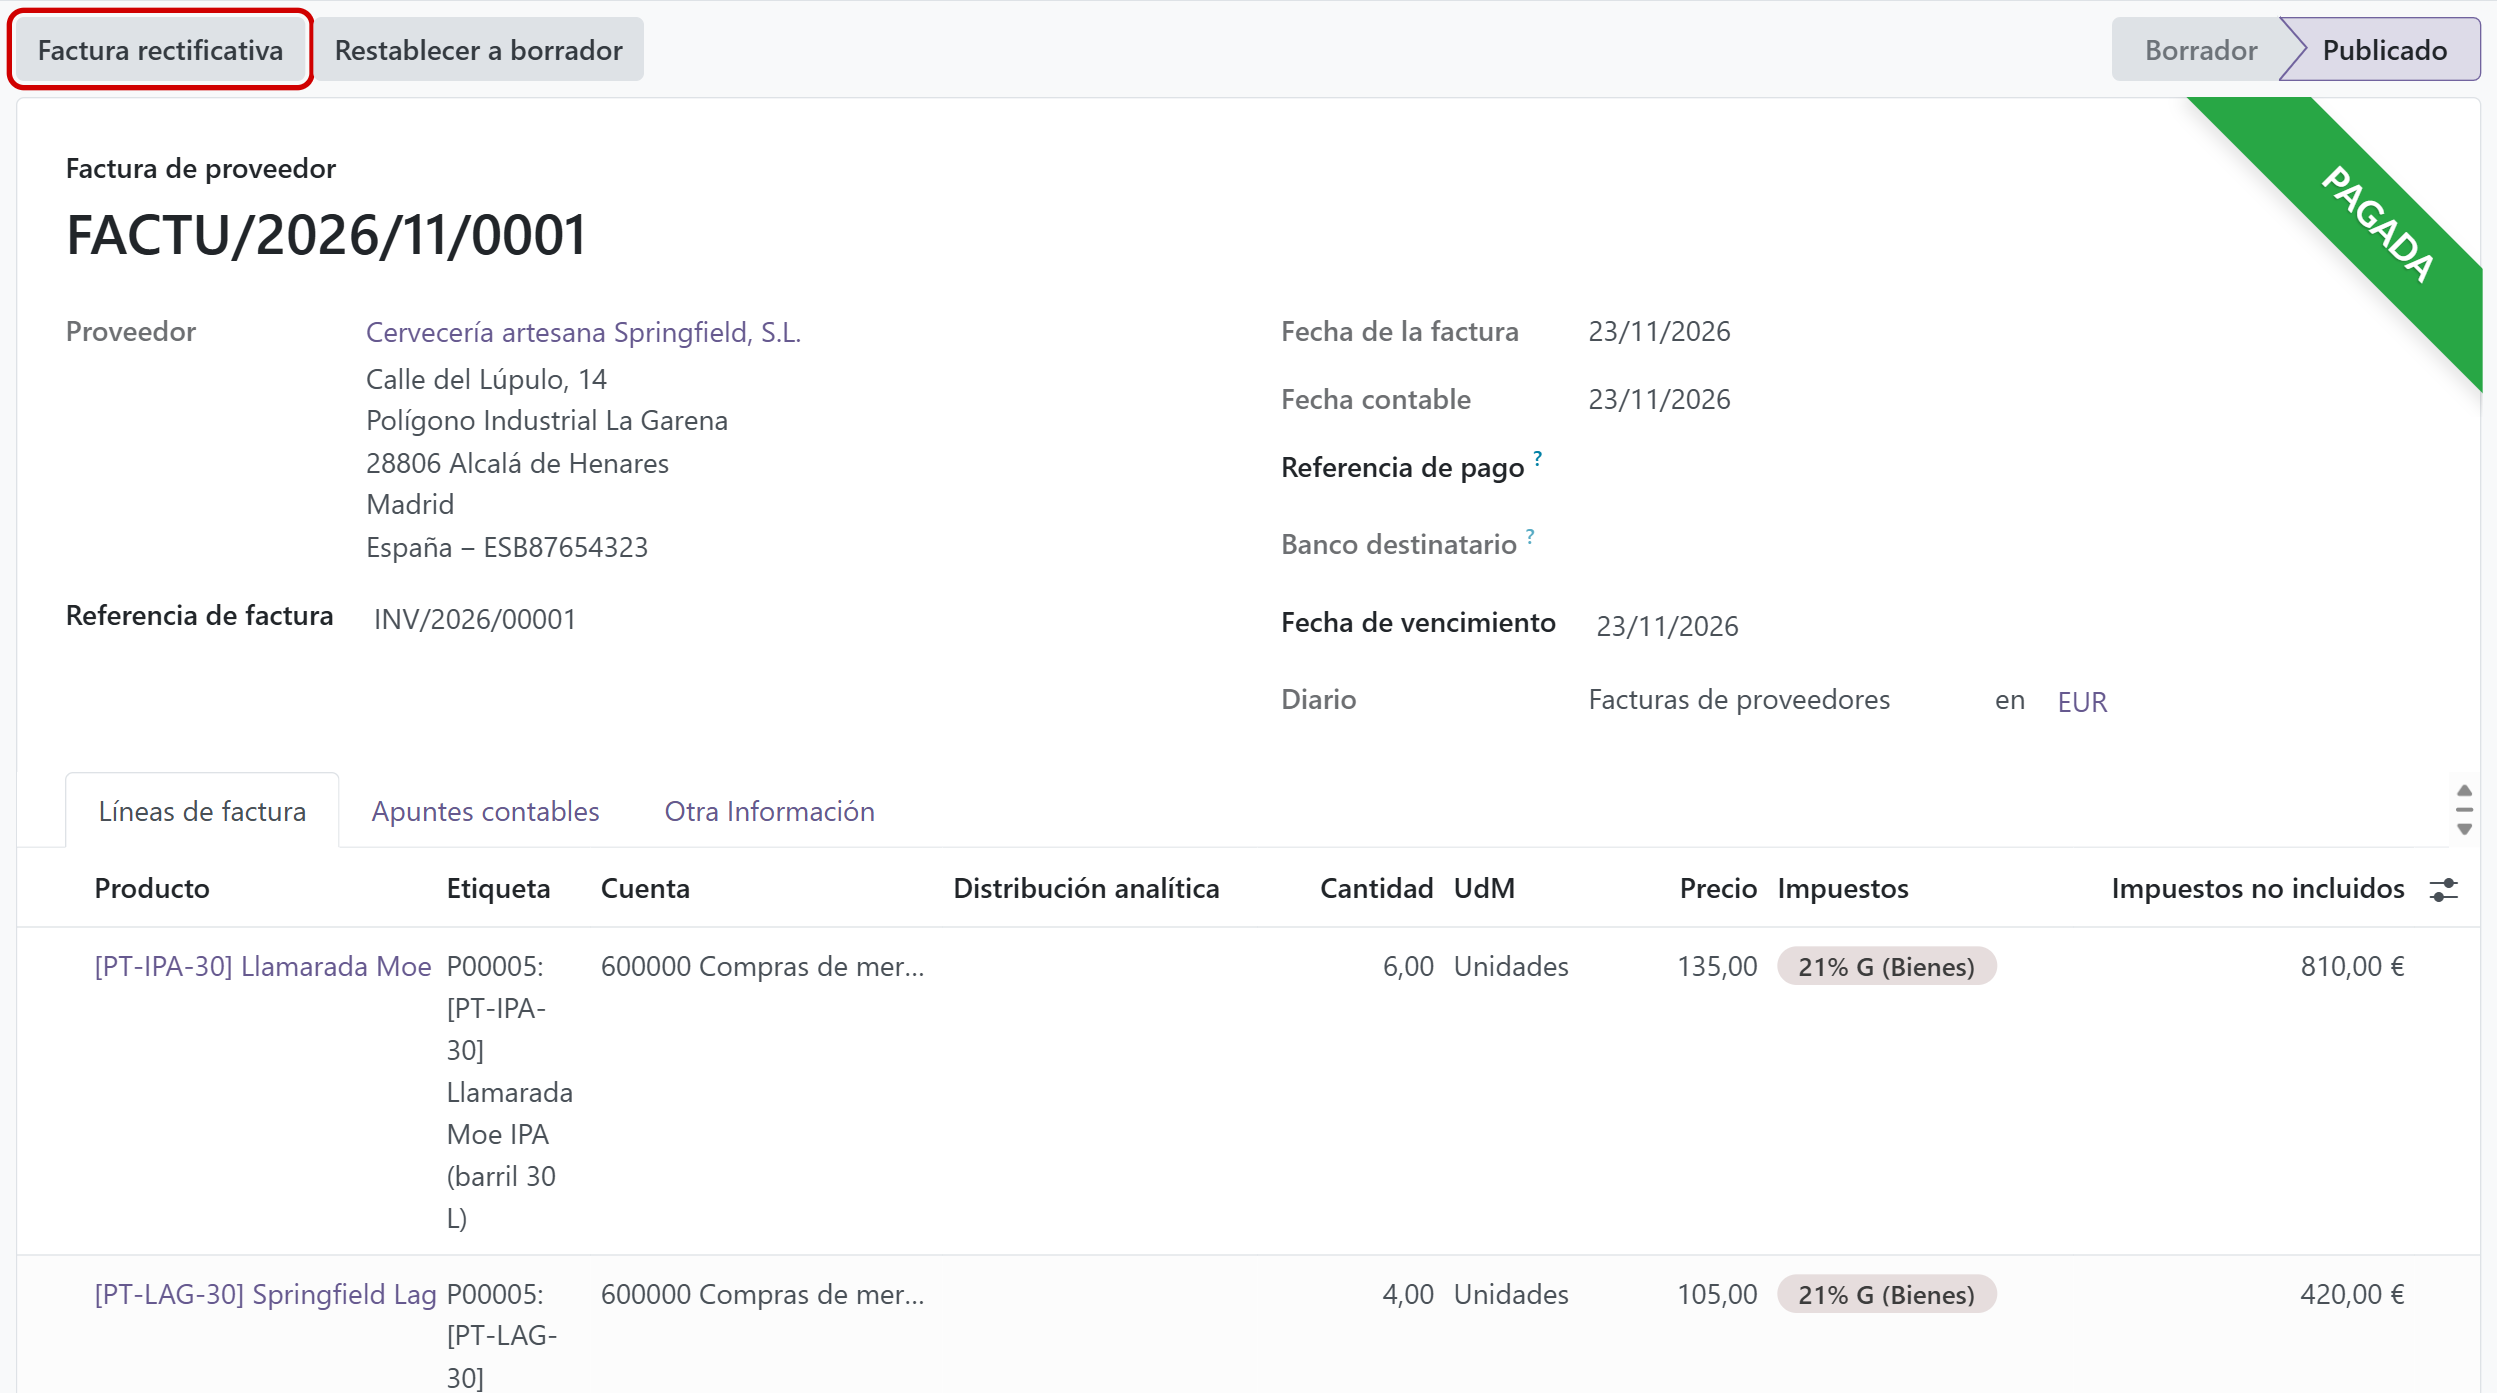 Factura rectificativa Restablecer a borrador Borrador Publicado
PAGADA
Factura de proveedor
FACTU/2026/11/0001
Proveedor Cervecería artesana Springfield, S.L.
Calle del Lúpulo, 14
Polígono Industrial La Garena
28806 Alcalá de Henares
Madrid
España – ESB87654323
Referencia de factura INV/2026/00001
Fecha de la factura 23/11/2026
Fecha contable 23/11/2026
Referencia de pago ?
Banco destinatario ?
Fecha de vencimiento 23/11/2026
Diario Facturas de proveedores en EUR
Líneas de factura Apuntes contables Otra Información
Producto Etiqueta Cuenta Distribución analítica Cantidad UdM Precio Impuestos Impuestos no incluidos
[PT-IPA-30] Llamarada Moe P00005: 600000 Compras de mer... 6,00 Unidades 135,00 21% G (Bienes) 810,00 €
[PT-IPA-
30]
Llamarada
Moe IPA
(barril 30
L)
[PT-LAG-30] Springfield Lag P00005: 600000 Compras de mer... 4,00 Unidades 105,00 21% G (Bienes) 420,00 €
[PT-LAG-
30]